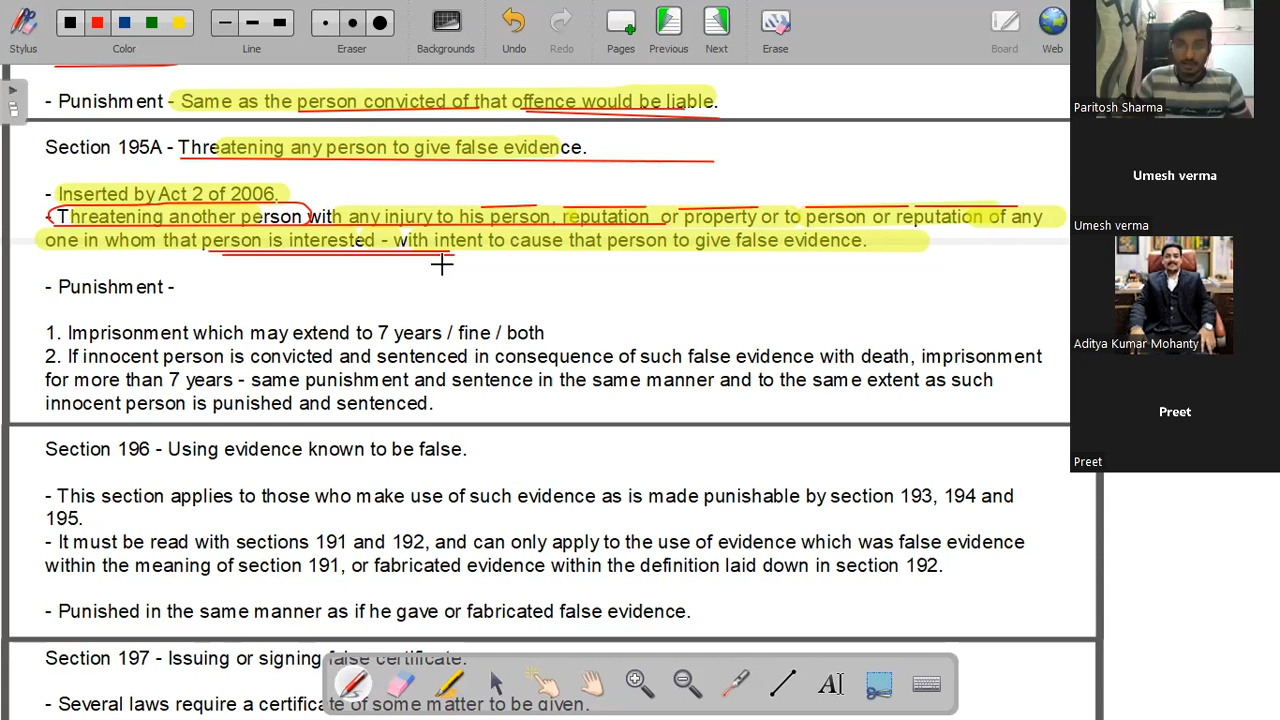 Stylus Color Line Eraser Backgrounds Undo Redo Pages Previous Next Erase Board Web
- Punishment - Same as the person convicted of that offence would be liable.
Section 195A - Threatening any person to give false evidence.
- Inserted by Act 2 of 2006.
- Threatening another person with any injury to his person, reputation or property or to person or reputation of any
one in whom that person is interested - with intent to cause that person to give false evidence.
- Punishment -
1. Imprisonment which may extend to 7 years / fine / both
2. If innocent person is convicted and sentenced in consequence of such false evidence with death, imprisonment
for more than 7 years - same punishment and sentence in the same manner and to the same extent as such
innocent person is punished and sentenced.
Section 196 - Using evidence known to be false.
- This section applies to those who make use of such evidence as is made punishable by section 193, 194 and
195.
- It must be read with sections 191 and 192, and can only apply to the use of evidence which was false evidence
within the meaning of section 191, or fabricated evidence within the definition laid down in section 192.
- Punished in the same manner as if he gave or fabricated false evidence.
Section 197 - Issuing or signing false certificate.
- Several laws require a certificate of some matter to be given.
Paritosh Sharma
Umesh verma
Umesh verma
Aditya Kumar Mohanty
Preet
Preet